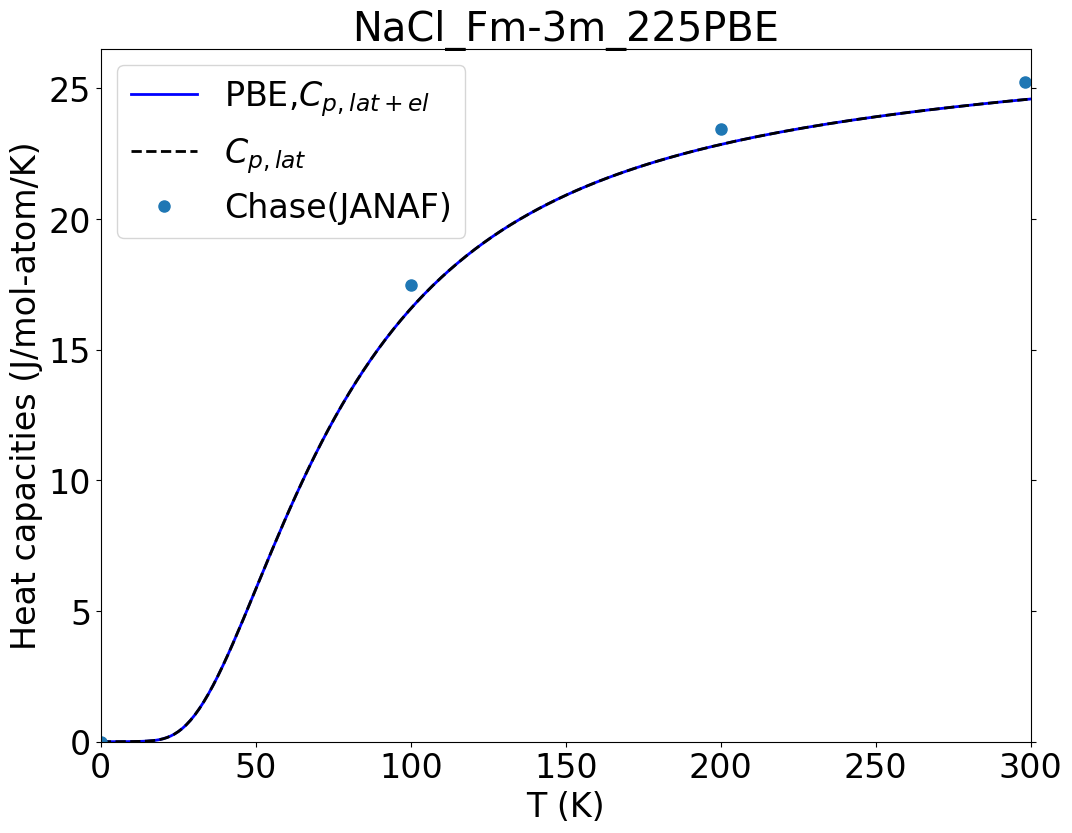 NaCl_Fm-3m_225PBE
PBE,C_{p, lat+el}
C_{p, lat}
Chase(JANAF)
Heat capacities (J/mol-atom/K)
25
20
15
10
5
0
0 50 100 150 200 250 300
T (K)